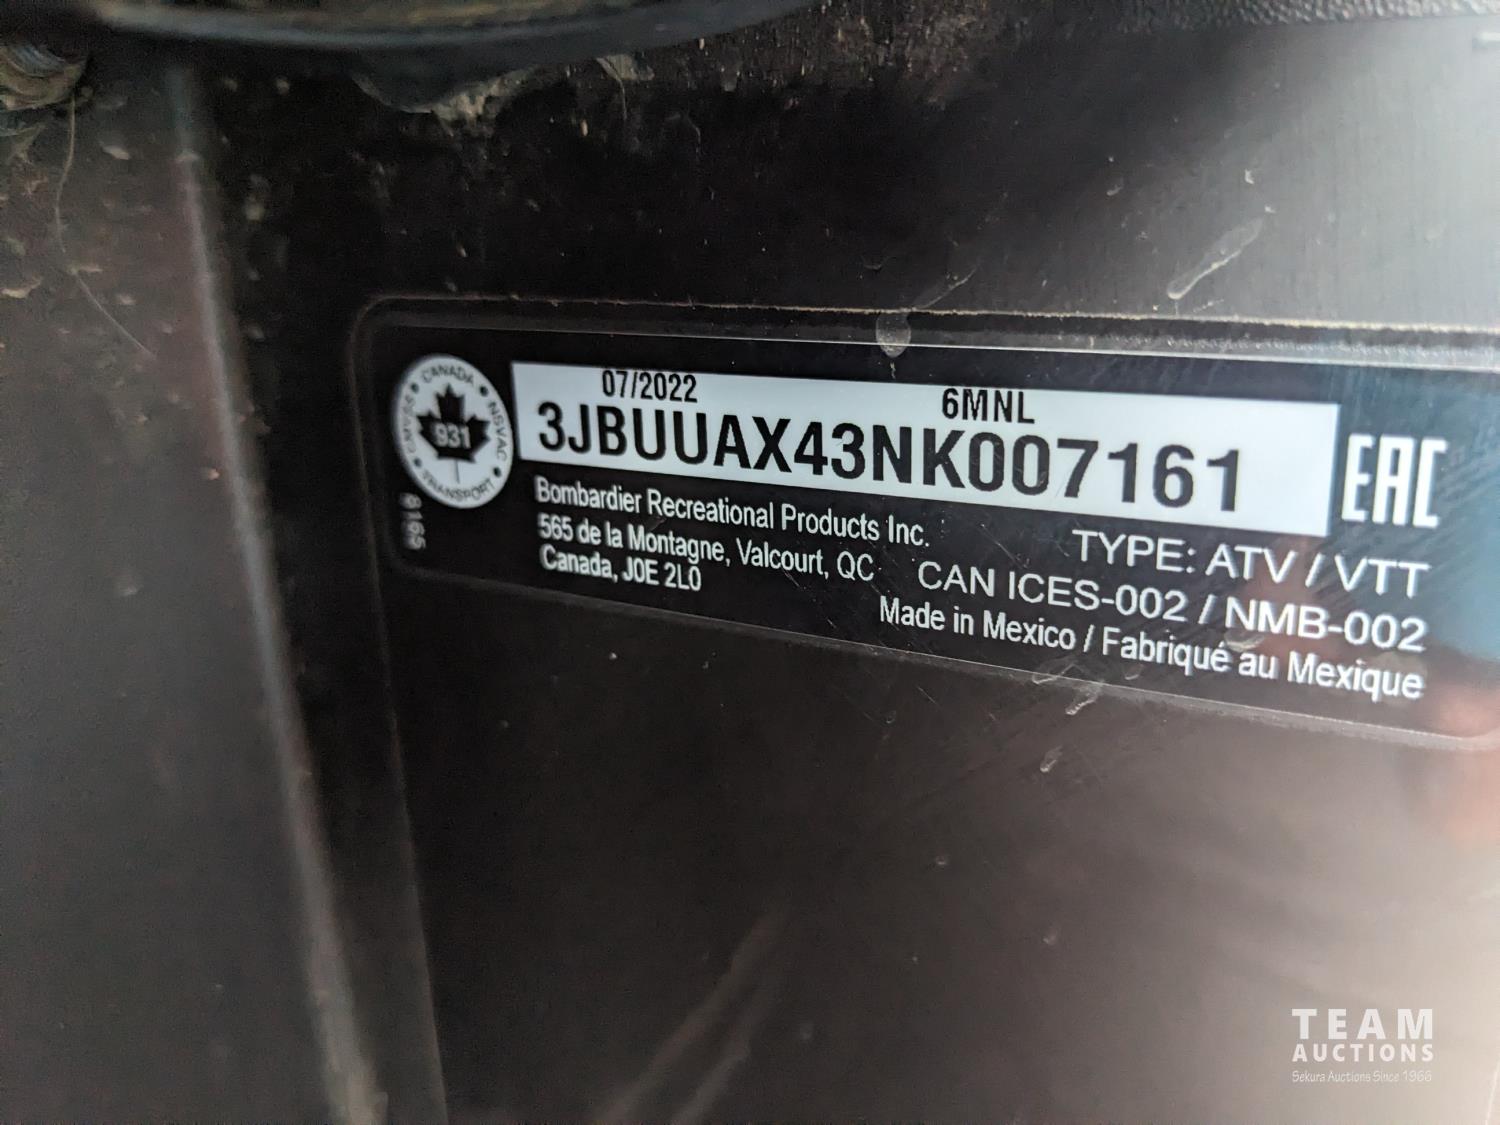 CANADA
CMVSS NSVAC
931
TRANSPORT
07/2022 6MNL
3JBUUAX43NK007161
EAC
Bombardier Recreational Products Inc.
565 de la Montagne, Valcourt, QC
Canada, J0E 2L0
TYPE: ATV / VTT
CAN ICES-002 / NMB-002
Made in Mexico / Fabriqué au Mexique
TEAM
AUCTIONS
Sekura Auctions Since 1966